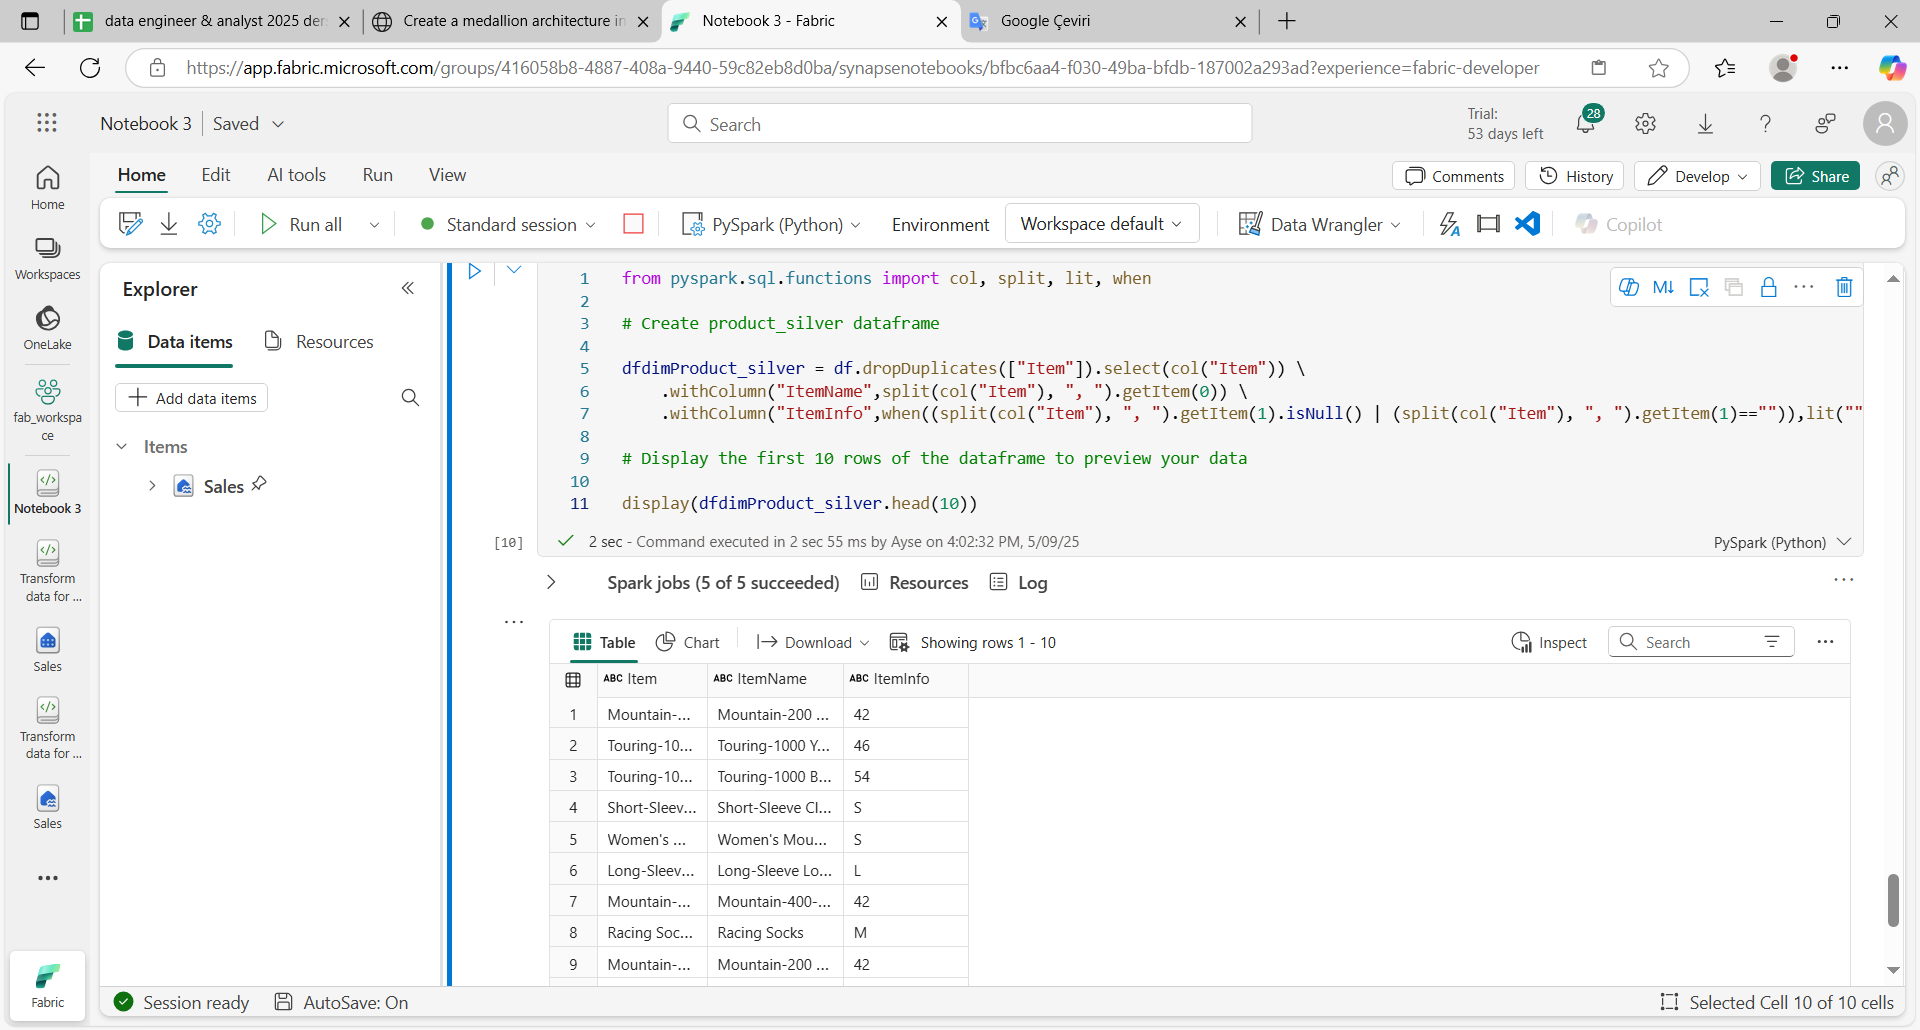 data engineer & analyst 2025 der
Create a medallion architecture in
Notebook 3 - Fabric
Google Çeviri
https://app.fabric.microsoft.com/groups/416058b8-4887-408a-9440-59c82eb8d0ba/synapsenotebooks/bfbc6aa4-f030-49ba-bfdb-187002a293ad?experience=fabric-developer
Notebook 3
Saved
Search
Trial:
53 days left
28
Home
Edit
AI tools
Run
View
Comments
History
Develop
Share
Run all
Standard session
PySpark (Python)
Environment
Workspace default
Data Wrangler
Copilot
Home
Workspaces
OneLake
fab_workspa
ce
Notebook 3
Transform
data for ...
Sales
Transform
data for ...
Sales
Fabric
Explorer
Data items
Resources
Add data items
Items
Sales
1 from pyspark.sql.functions import col, split, lit, when
2
3 # Create product_silver dataframe
4
5 dfdimProduct_silver = df.dropDuplicates(["Item"]).select(col("Item")) \
6 .withColumn("ItemName",split(col("Item"), ", ").getItem(0)) \
7 .withColumn("ItemInfo",when((split(col("Item"), ", ").getItem(1).isNull() | (split(col("Item"), ", ").getItem(1)=="")),lit(""
8
9 # Display the first 10 rows of the dataframe to preview your data
10
11 display(dfdimProduct_silver.head(10))
M↓
[10]
2 sec - Command executed in 2 sec 55 ms by Ayse on 4:02:32 PM, 5/09/25
PySpark (Python)
Spark jobs (5 of 5 succeeded)
Resources
Log
Table
Chart
Download
Showing rows 1 - 10
Inspect
Search
ABC Item ABC ItemName ABC ItemInfo
1 Mountain-... Mountain-200 ... 42
2 Touring-10... Touring-1000 Y... 46
3 Touring-10... Touring-1000 B... 54
4 Short-Sleev... Short-Sleeve Cl... S
5 Women's ... Women's Mou... S
6 Long-Sleev... Long-Sleeve Lo... L
7 Mountain-... Mountain-400-... 42
8 Racing Soc... Racing Socks M
9 Mountain-... Mountain-200 ... 42
Session ready
AutoSave: On
Selected Cell 10 of 10 cells